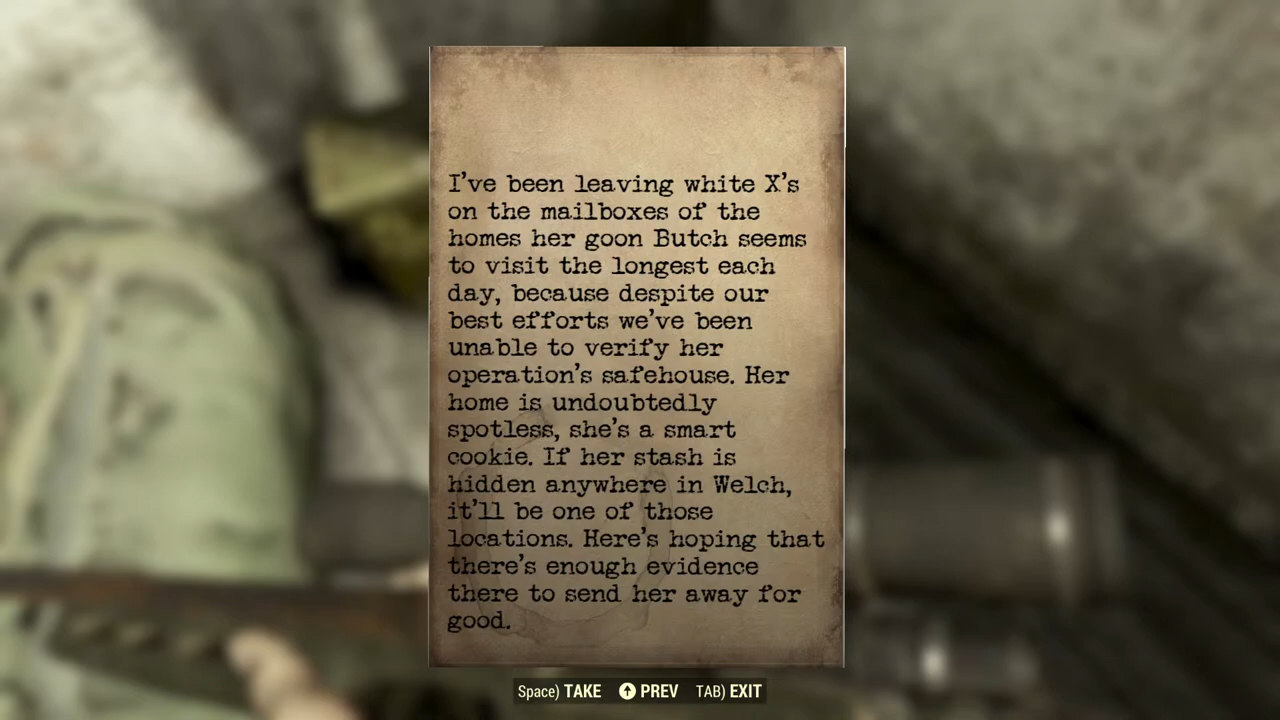 I've been leaving white X's
on the mailboxes of the
homes her goon Butch seems
to visit the longest each
day, because despite our
best efforts we've been
unable to verify her
operation's safehouse. Her
home is undoubtedly
spotless, she's a smart
cookie. If her stash is
hidden anywhere in Welch,
it'll be one of those
locations. Here's hoping that
there's enough evidence
there to send her away for
good.
Space) TAKE PREV TAB) EXIT